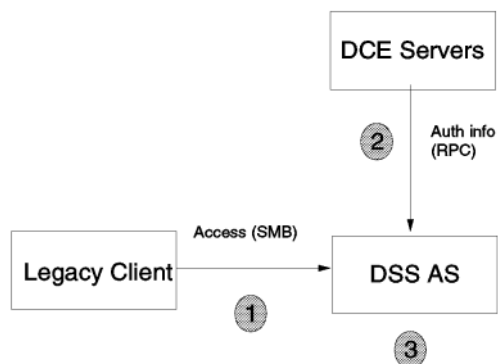 DCE Servers
2
Auth info
(RPC)
Access (SMB)
Legacy Client
DSS AS
1
3